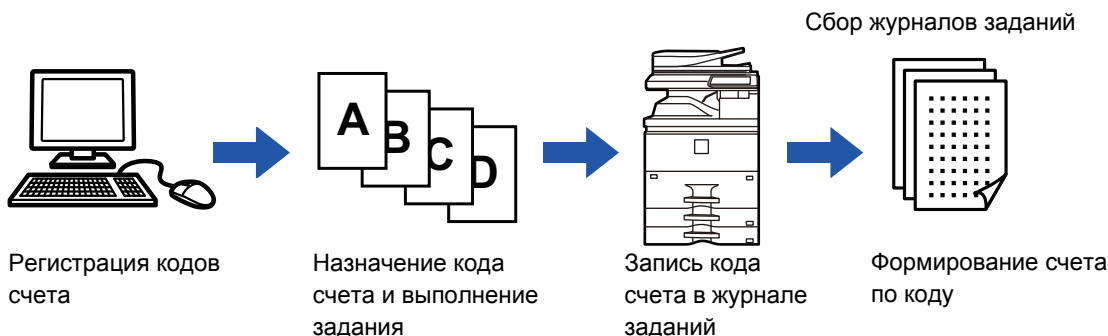 Сбор журналов заданий
A
B
C
D
Регистрация кодов
счета
Назначение кода
счета и выполнение
задания
Запись кода
счета в журнале
заданий
Формирование счета
по коду